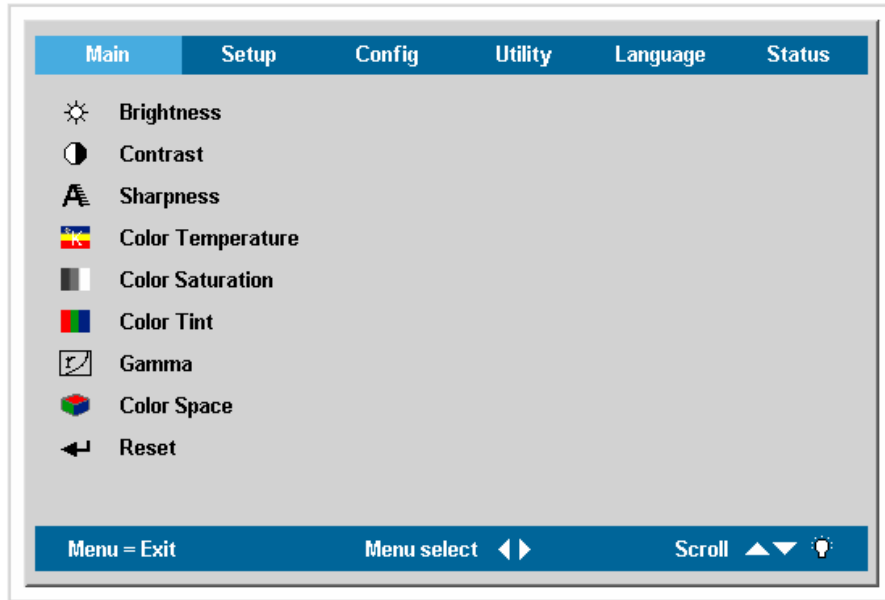 Main Setup Config Utility Language Status
Brightness
Contrast
Sharpness
Color Temperature
Color Saturation
Color Tint
Gamma
Color Space
Reset
Menu = Exit Menu select Scroll